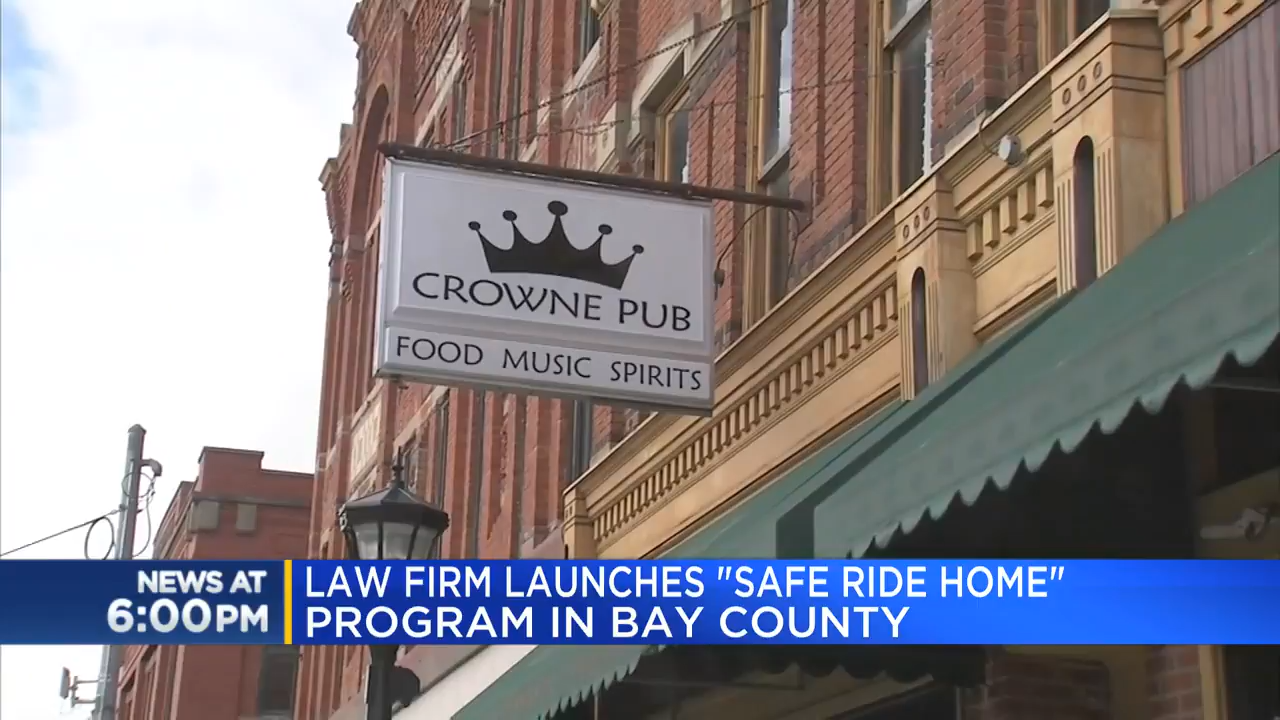 CROWNE PUB
FOOD MUSIC SPIRITS
NEWS AT
6:00PM
LAW FIRM LAUNCHES "SAFE RIDE HOME"
PROGRAM IN BAY COUNTY